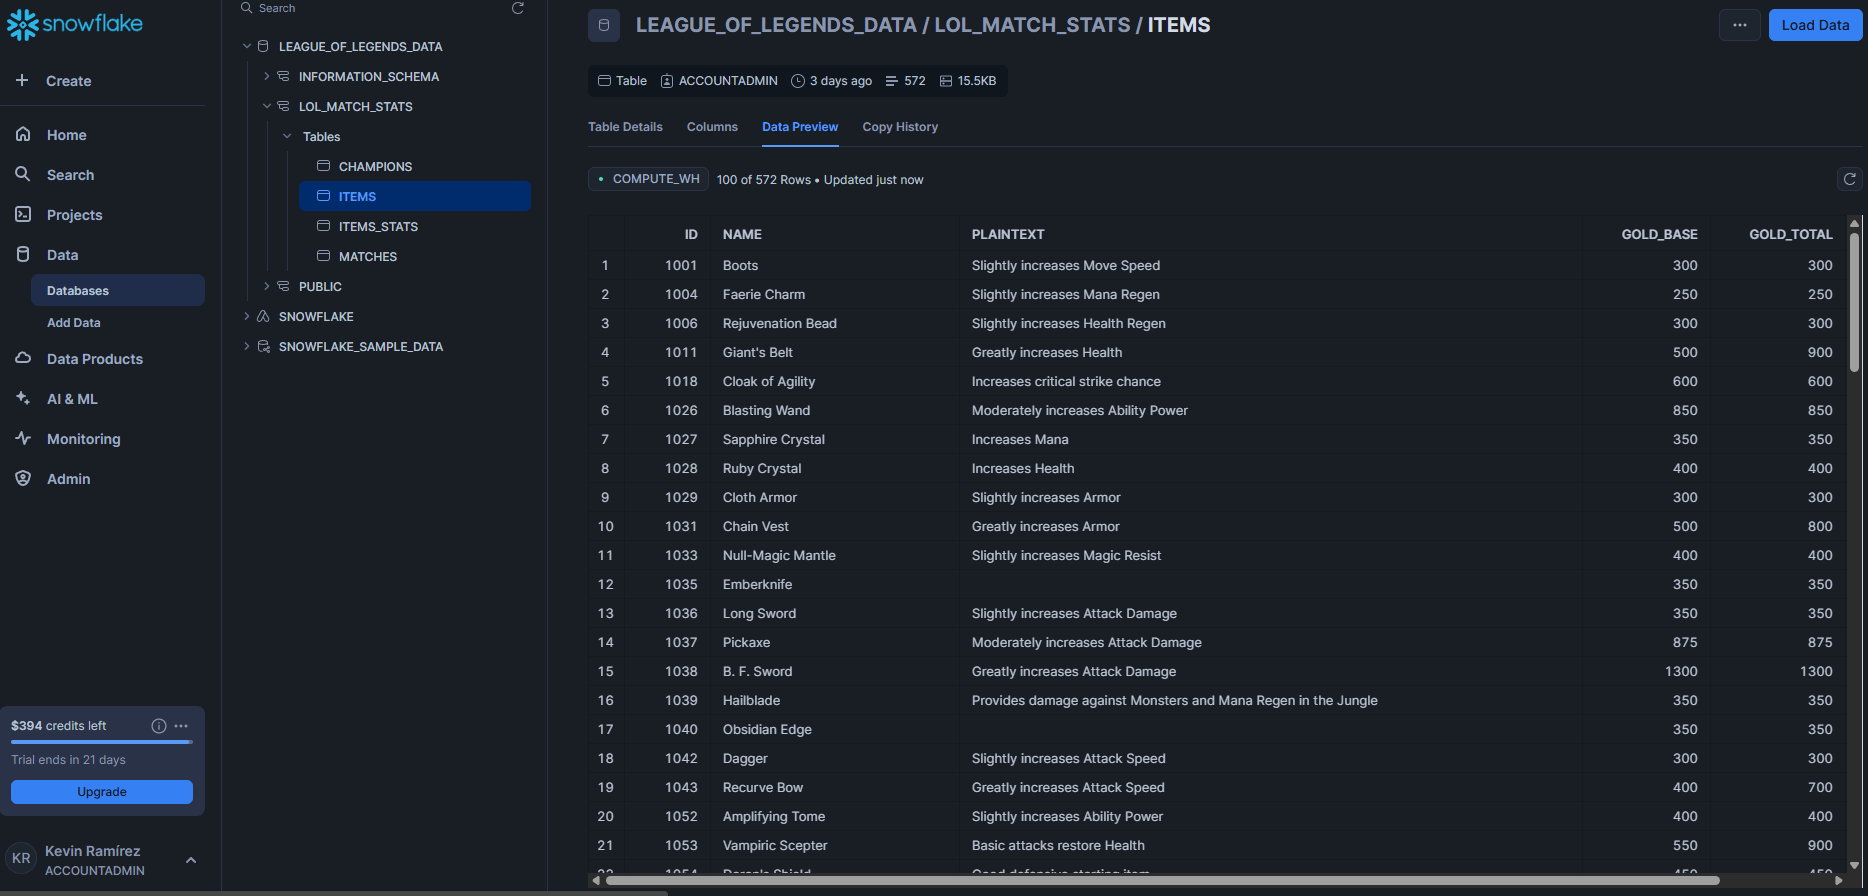 snowflake
Create
Home
Search
Projects
Data
Databases
Add Data
Data Products
AI & ML
Monitoring
Admin
$394 credits left
Trial ends in 21 days
Upgrade
KR
Kevin Ramírez
ACCOUNTADMIN
Search
LEAGUE_OF_LEGENDS_DATA
INFORMATION_SCHEMA
LOL_MATCH_STATS
Tables
CHAMPIONS
ITEMS
ITEMS_STATS
MATCHES
PUBLIC
SNOWFLAKE
SNOWFLAKE_SAMPLE_DATA
LEAGUE_OF_LEGENDS_DATA / LOL_MATCH_STATS / ITEMS
Load Data
Table ACCOUNTADMIN 3 days ago 572 15.5KB
Table Details Columns Data Preview Copy History
COMPUTE_WH 100 of 572 Rows • Updated just now
ID NAME PLAINTEXT GOLD_BASE GOLD_TOTAL
1 1001 Boots Slightly increases Move Speed 300 300
2 1004 Faerie Charm Slightly increases Mana Regen 250 250
3 1006 Rejuvenation Bead Slightly increases Health Regen 300 300
4 1011 Giant's Belt Greatly increases Health 500 900
5 1018 Cloak of Agility Increases critical strike chance 600 600
6 1026 Blasting Wand Moderately increases Ability Power 850 850
7 1027 Sapphire Crystal Increases Mana 350 350
8 1028 Ruby Crystal Increases Health 400 400
9 1029 Cloth Armor Slightly increases Armor 300 300
10 1031 Chain Vest Greatly increases Armor 500 800
11 1033 Null-Magic Mantle Slightly increases Magic Resist 400 400
12 1035 Emberknife 350 350
13 1036 Long Sword Slightly increases Attack Damage 350 350
14 1037 Pickaxe Moderately increases Attack Damage 875 875
15 1038 B. F. Sword Greatly increases Attack Damage 1300 1300
16 1039 Hailblade Provides damage against Monsters and Mana Regen in the Jungle 350 350
17 1040 Obsidian Edge 350 350
18 1042 Dagger Slightly increases Attack Speed 300 300
19 1043 Recurve Bow Greatly increases Attack Speed 400 700
20 1052 Amplifying Tome Slightly increases Ability Power 400 400
21 1053 Vampiric Scepter Basic attacks restore Health 550 900
22 1054 Doran's Shield Good defensive starting item 450 450